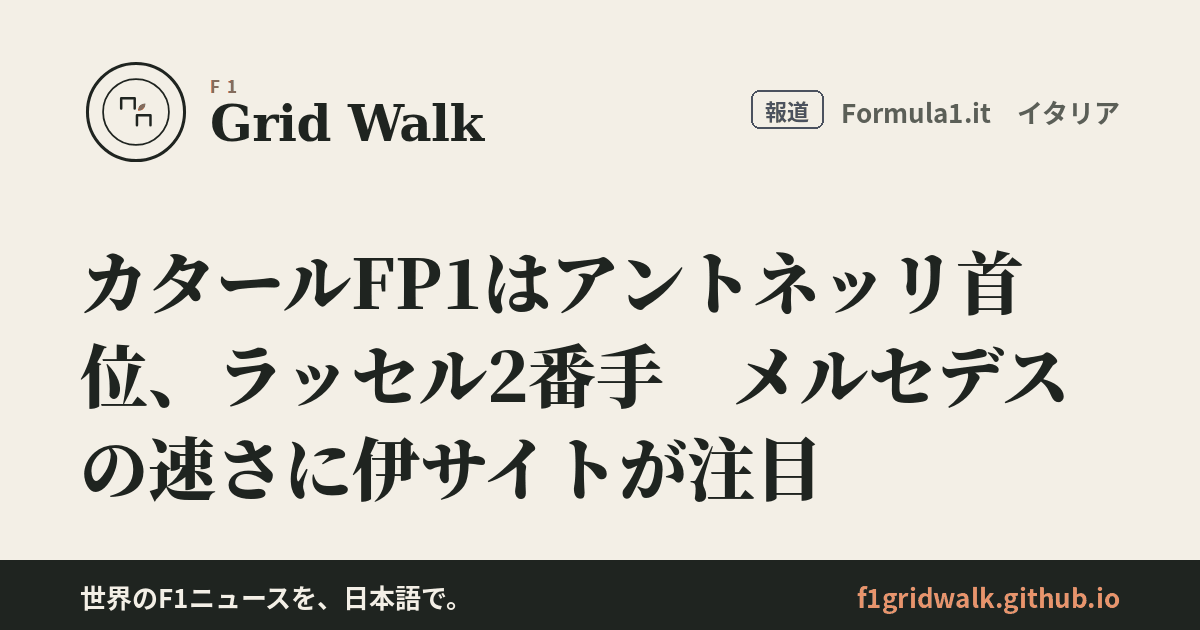 F1
Grid Walk
報道 Formula1.it イタリア
カタールFP1はアントネッリ首
位、ラッセル2番手　メルセデス
の速さに伊サイトが注目
世界のF1ニュースを、日本語で。
f1gridwalk.github.io